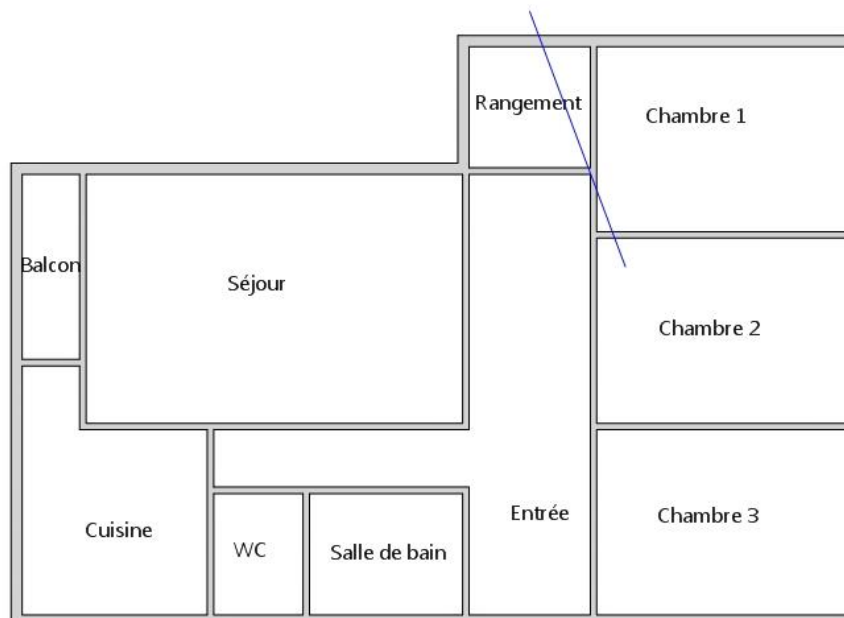 Rangement
Chambre 1
Balcon
Séjour
Chambre 2
Cuisine
WC
Salle de bain
Entrée
Chambre 3